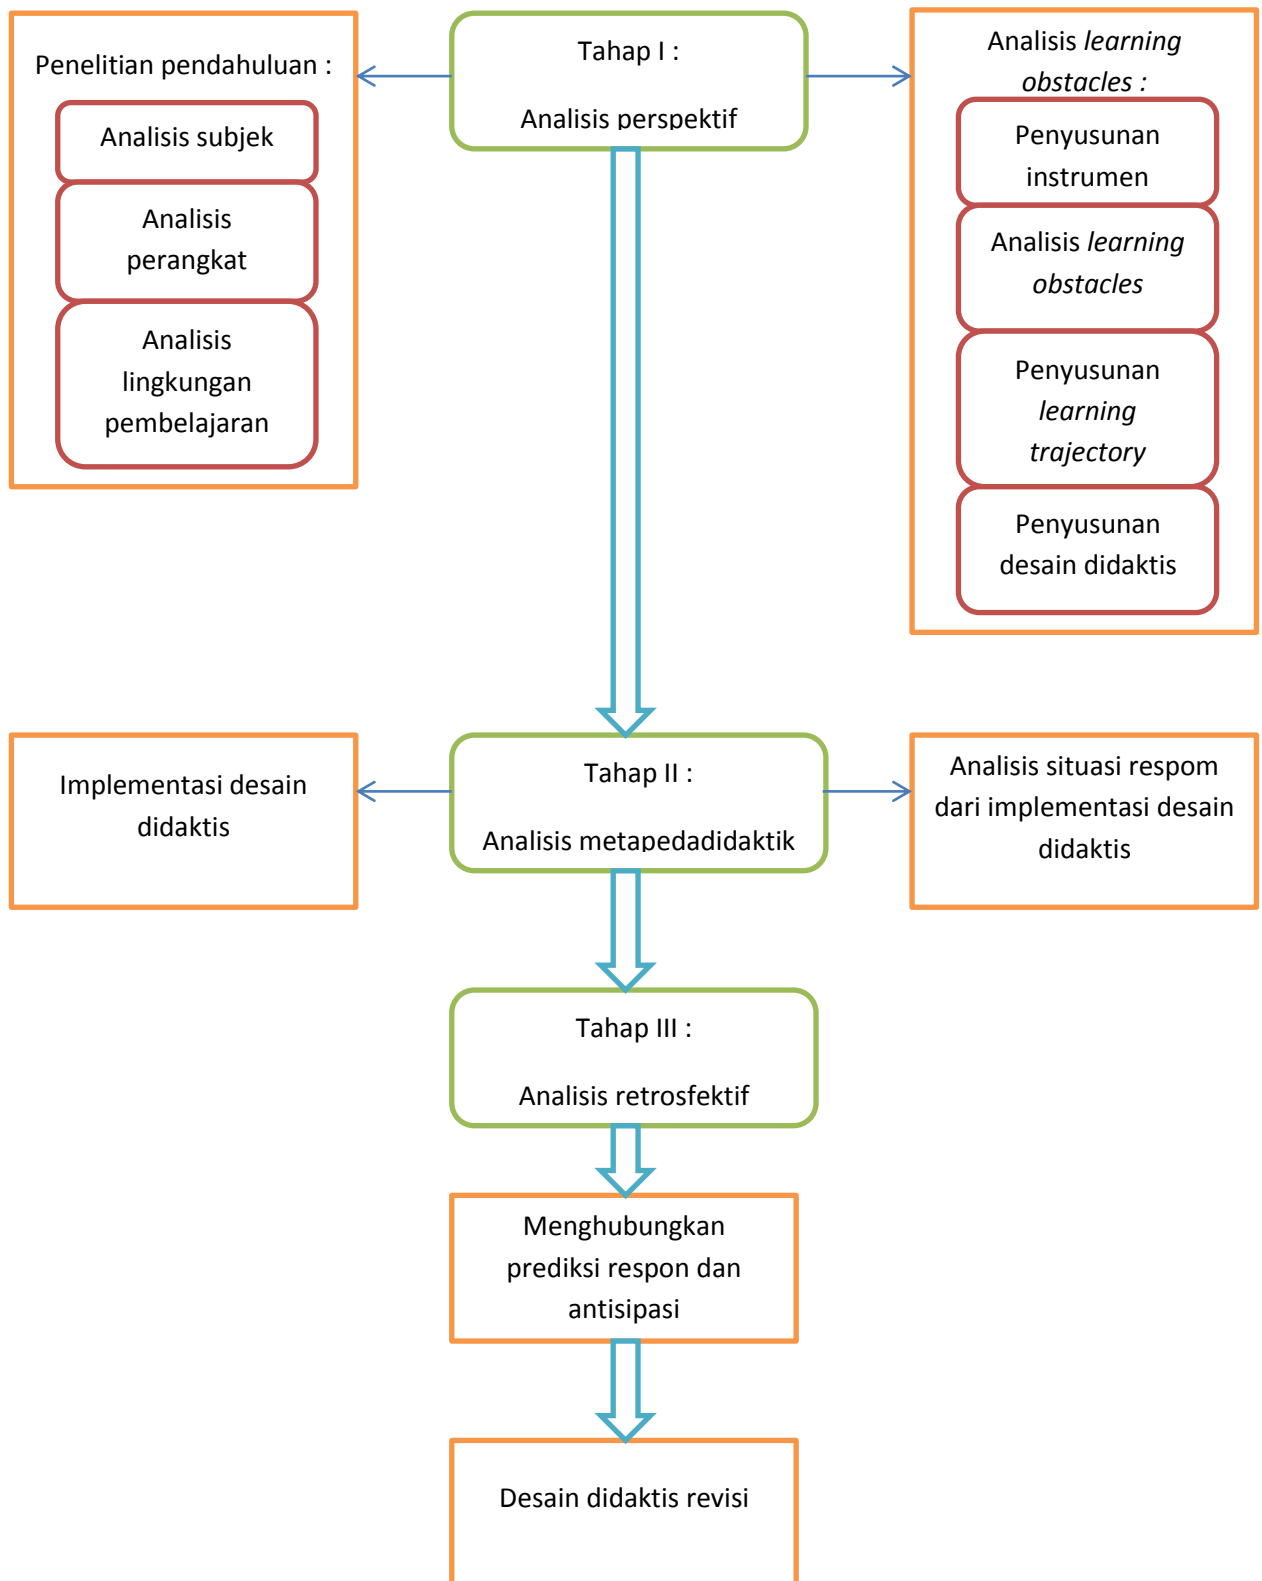 Penelitian pendahuluan :
Analisis subjek
Analisis
perangkat
Analisis
lingkungan
pembelajaran
Tahap I :
Analisis perspektif
Analisis learning
obstacles :
Penyusunan
instrumen
Analisis learning
obstacles
Penyusunan
learning
trajectory
Penyusunan
desain didaktis
Implementasi desain
didaktis
Tahap II :
Analisis metapedadidaktik
Analisis situasi respom
dari implementasi desain
didaktis
Tahap III :
Analisis retrosfektif
Menghubungkan
prediksi respon dan
antisipasi
Desain didaktis revisi